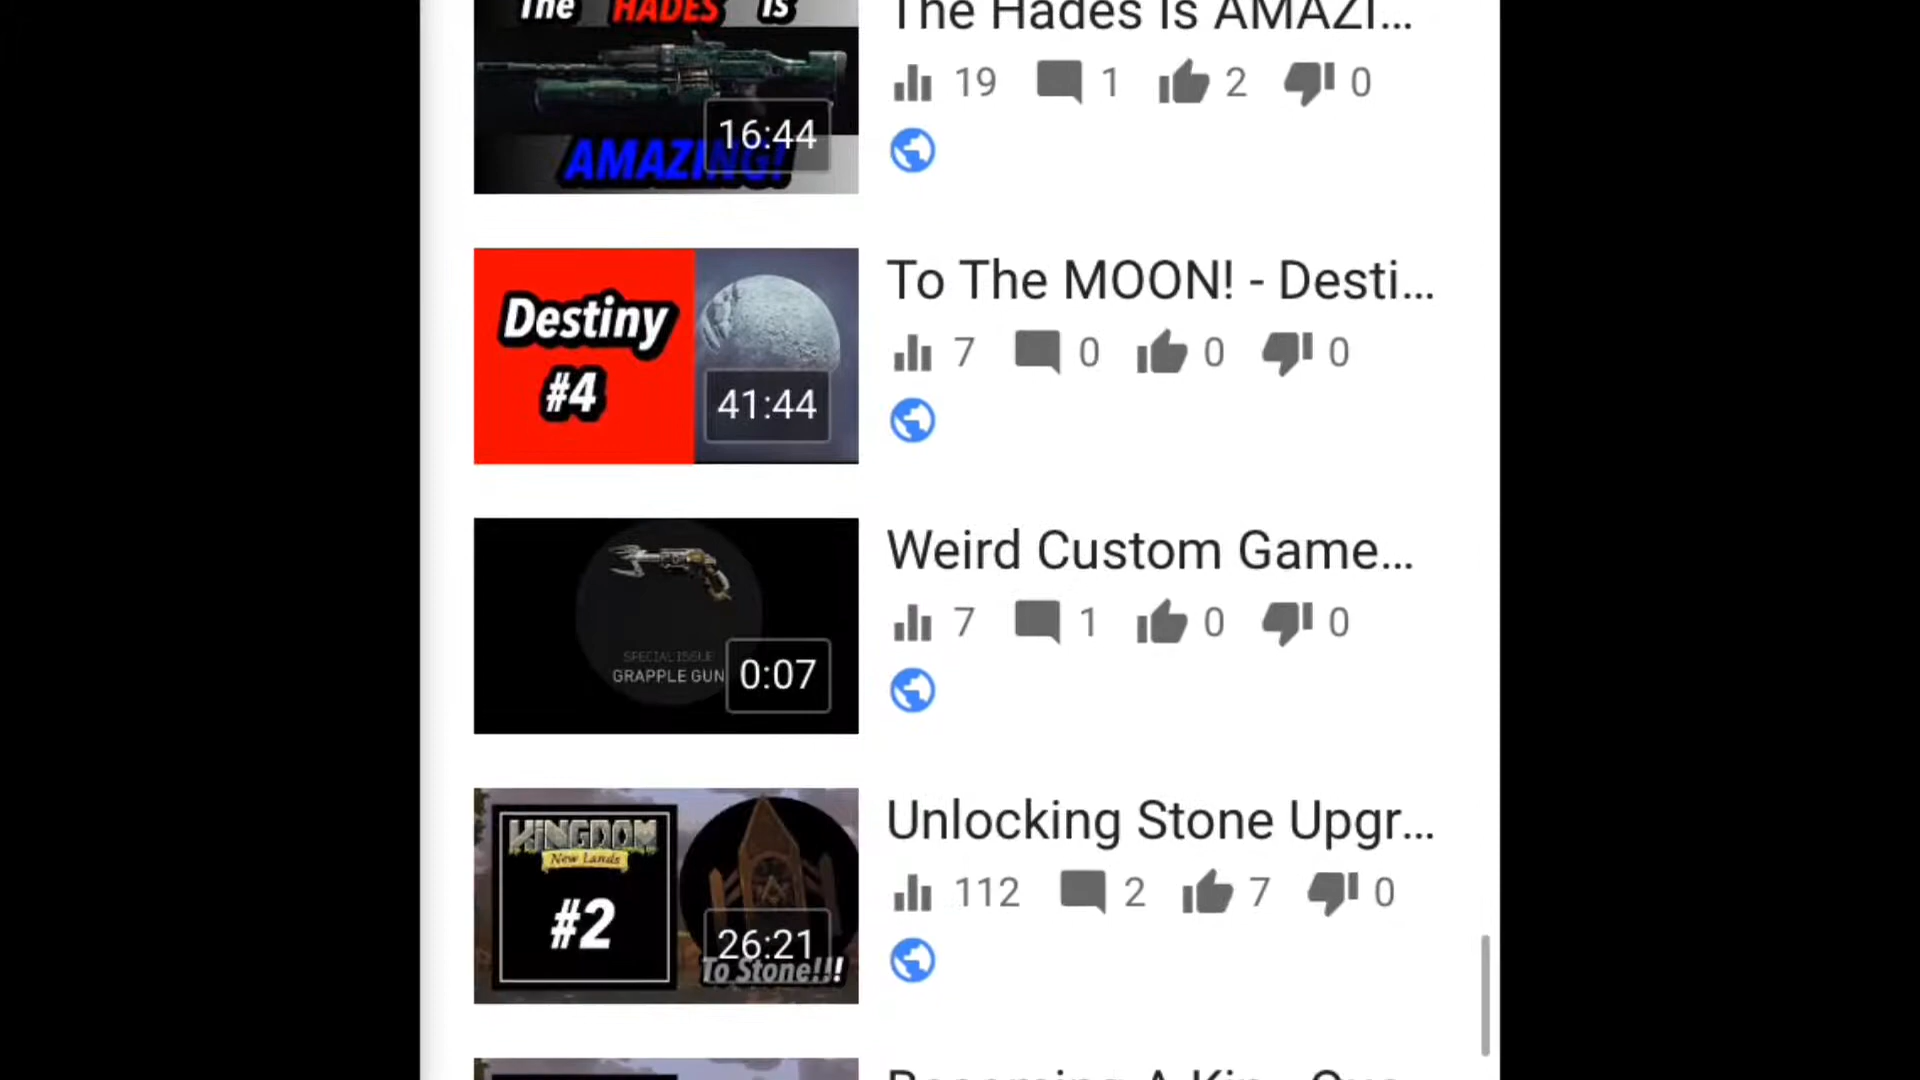 The HADES Is
AMAZING!
16:44
The Hades Is AMAZI...
19 1 2 0
Destiny
#4
41:44
To The MOON! - Desti...
7 0 0 0
SPECIAL ISSUE
GRAPPLE GUN
0:07
Weird Custom Game...
7 1 0 0
KINGDOM
New Lands
#2
26:21
To Stone!!!
Unlocking Stone Upgr...
112 2 7 0